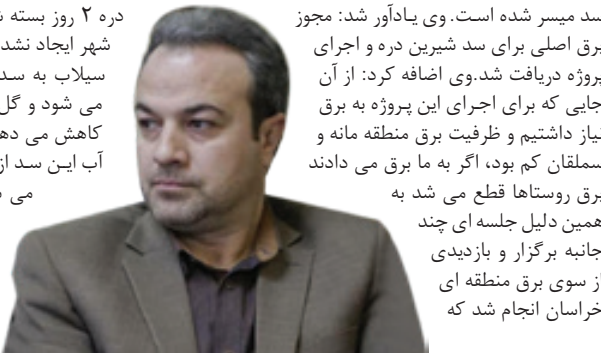 سد میسر شده است. وی یادآور شد: مجوز
برق اصلی برای سد شیرین دره و اجرای
پروژه دریافت شد.وی اضافه کرد: از آن
جایی که برای اجرای این پروژه به برق
نیاز داشتیم و ظرفیت برق منطقه مانه و
سملقان کم بود، اگر به ما برق می دادند
برق روستاها قطع می شد به
همین دلیل جلسه ای چند
جانبه برگزار و بازدیدی
از سوی برق منطقه ای
خراسان انجام شد که
دره ۲ روز بسته
شهر ایجاد نشد
سیلاب به سد
می شود و گل
کاهش می ده
آب این سد از
می